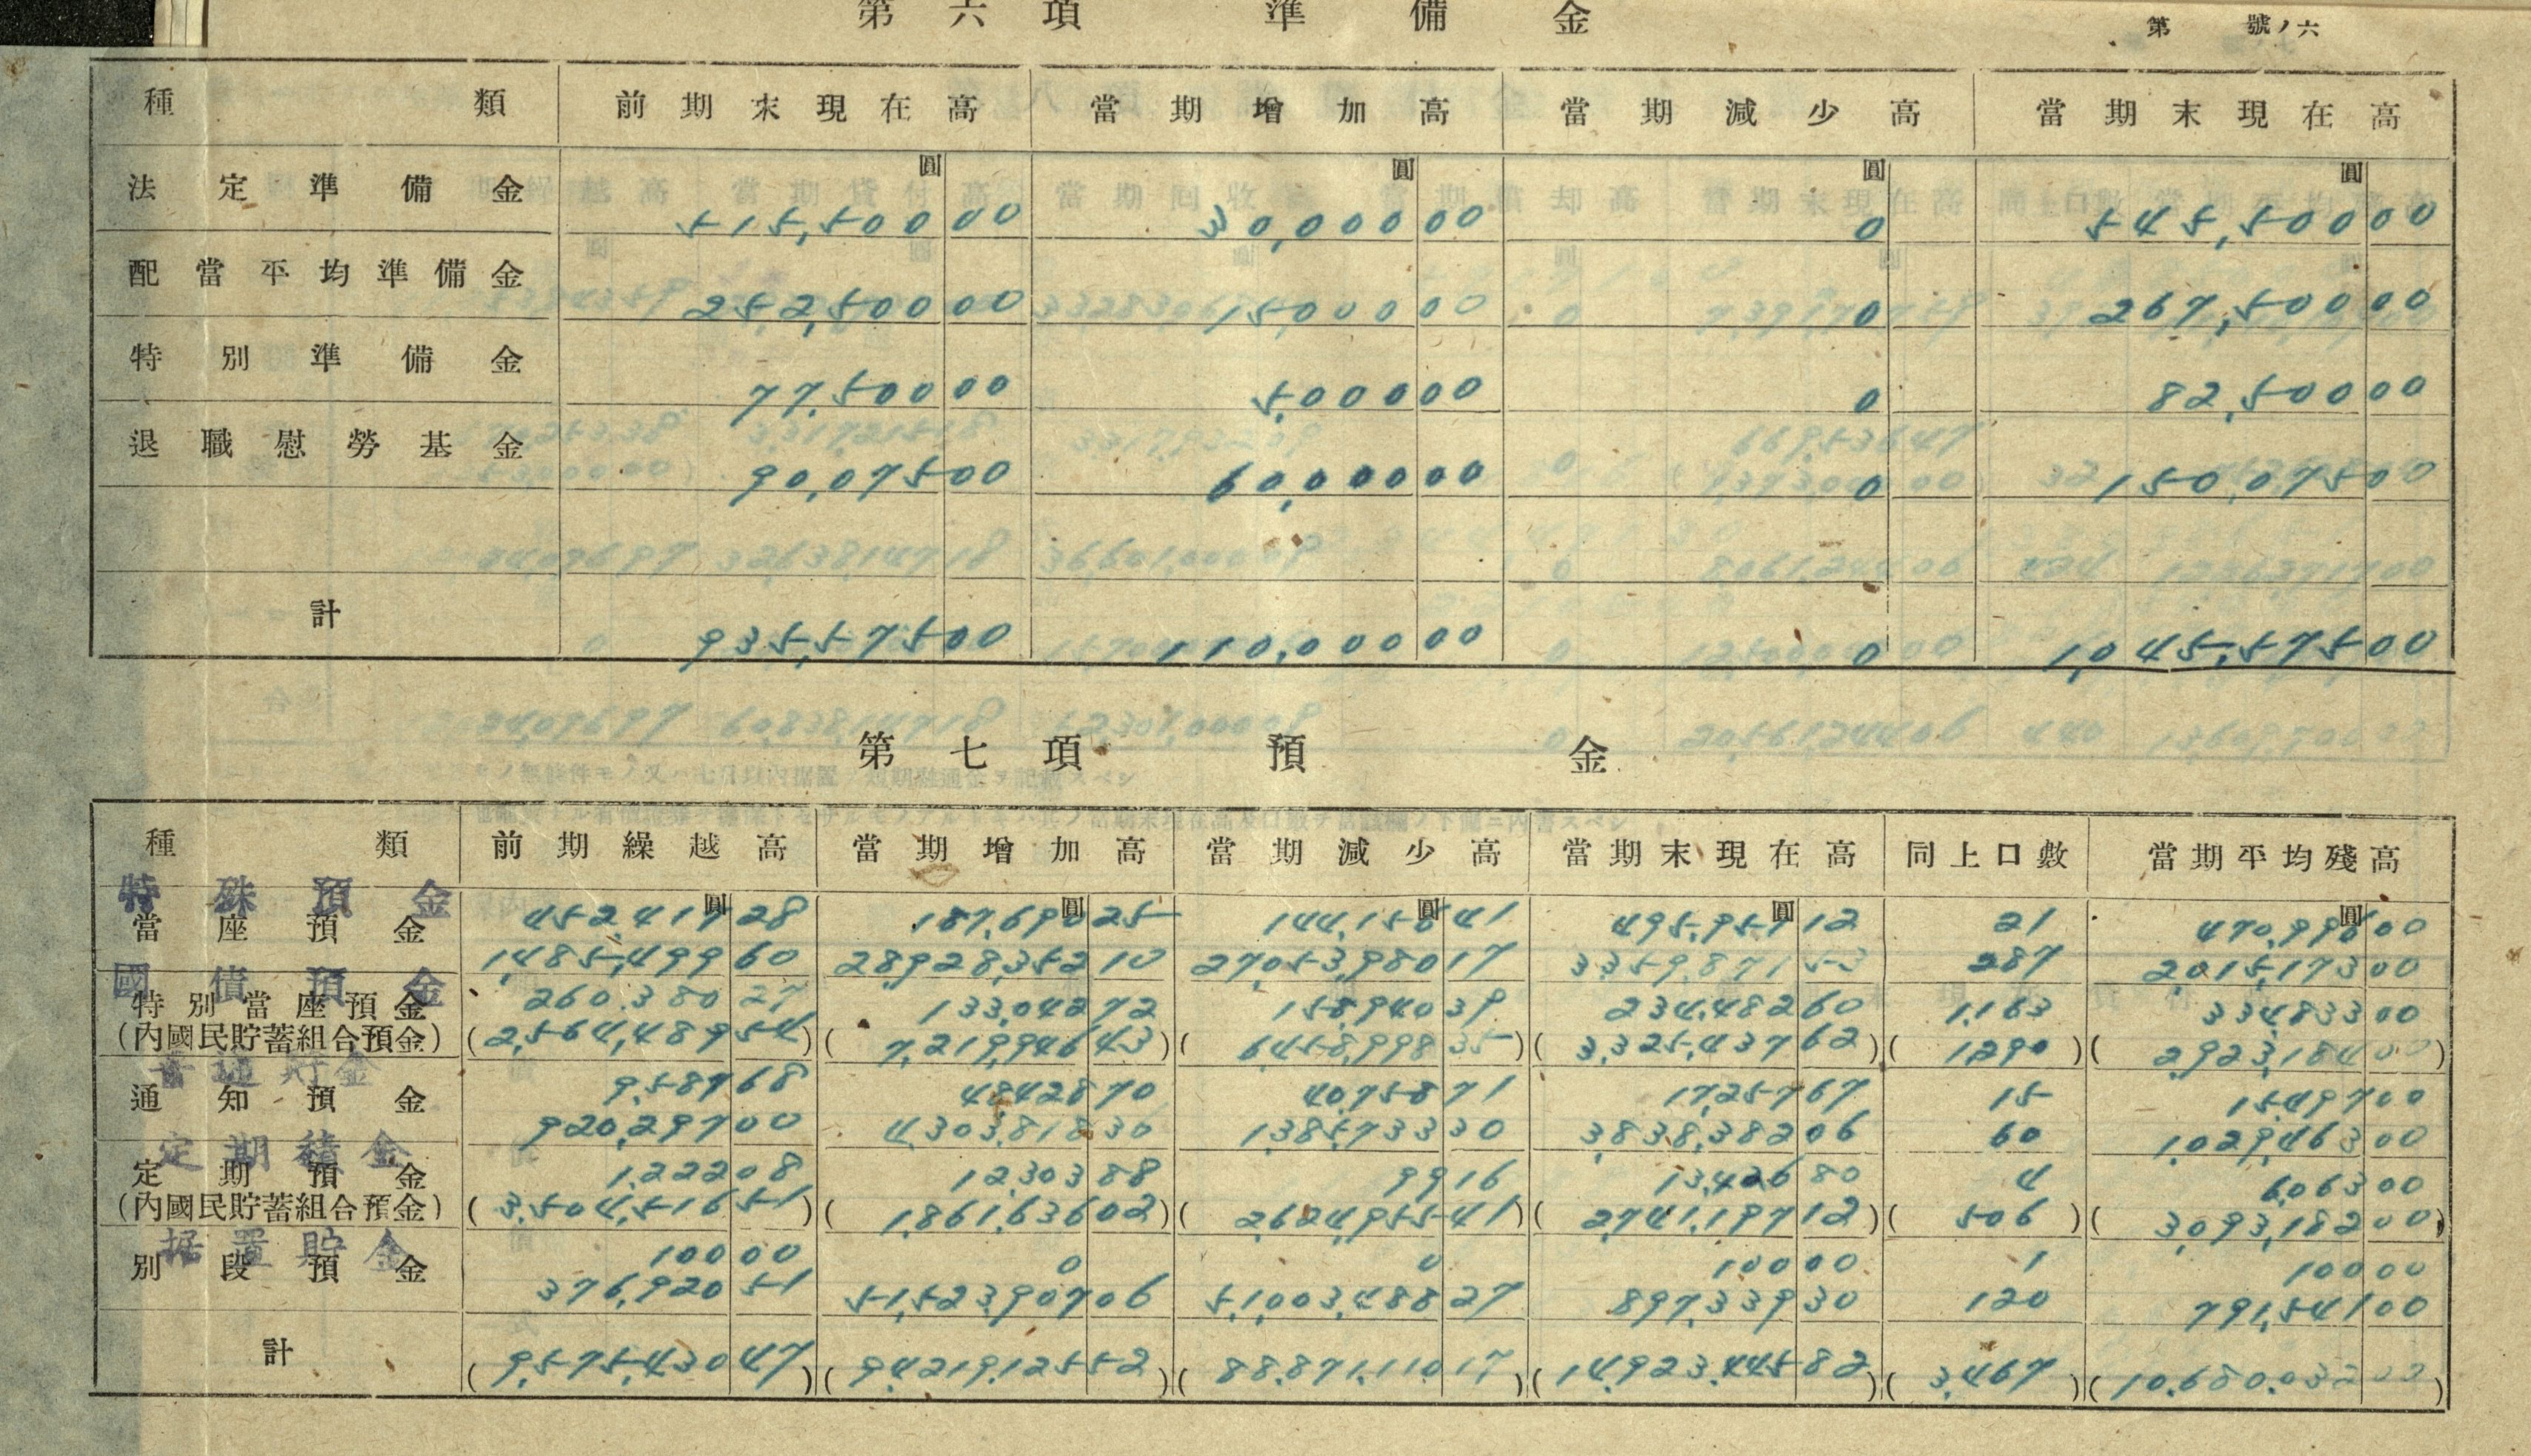 第六項 準備金
第 號ノ六
種類 前期末現在高 當期增加高 當期減少高 當期末現在高
圓 圓 圓 圓
法定準備金 515,500 00 30,000 00 0 545,500 00
配當平均準備金 252,500 00 15,000 00 0 267,500 00
特別準備金 77,500 00 5,000 00 0 82,500 00
退職慰勞基金 90,075 00 60,000 00 0 150,075 00
計 935,575 00 110,000 00 0 1,045,575 00
第七項 預金
種類 前期繰越高 當期增加高 當期減少高 當期末現在高 同上口數 當期平均殘高
圓 圓 圓 圓 圓
特殊預金 452,417 28 187,690 25 144,150 41 495,957 12 21 470,990 00
當座預金 1,485,499 60 28,928,352 10 27,053,980 17 3,359,871 53 287 2,015,173 00
國債預金 260,380 27 133,042 72 158,940 39 234,482 60 1,163 334,833 00
特別當座預金
(內國民貯蓄組合預金) (2,564,489 54) (7,219,946 43) (6,458,998 35) (3,325,437 62) (1290) (2,923,184 00)
普通貯金 9,587 68 48,428 70 40,758 71 17,257 67 15 15,497 00
通知預金 920,297 00 4,303,818 36 1,385,733 30 3,838,382 06 60 1,029,463 00
定期積金 1,222 08 12,303 88 99 16 13,426 80 4 6,063 00
定期預金
(內國民貯蓄組合預金) (3,504,516 51) (1,861,636 02) (2,624,955 41) (2,741,197 12) (506) (3,093,182 00)
据置貯金 100 00 0 0 100 00 1 100 00
別段預金 376,920 51 51,523,907 06 51,003,488 27 897,339 30 120 791,541 00
計 (9,575,430 47) (94,219,125 52) (88,871,110 17) (14,923,445 82) (3,467) (10,680,032 00)